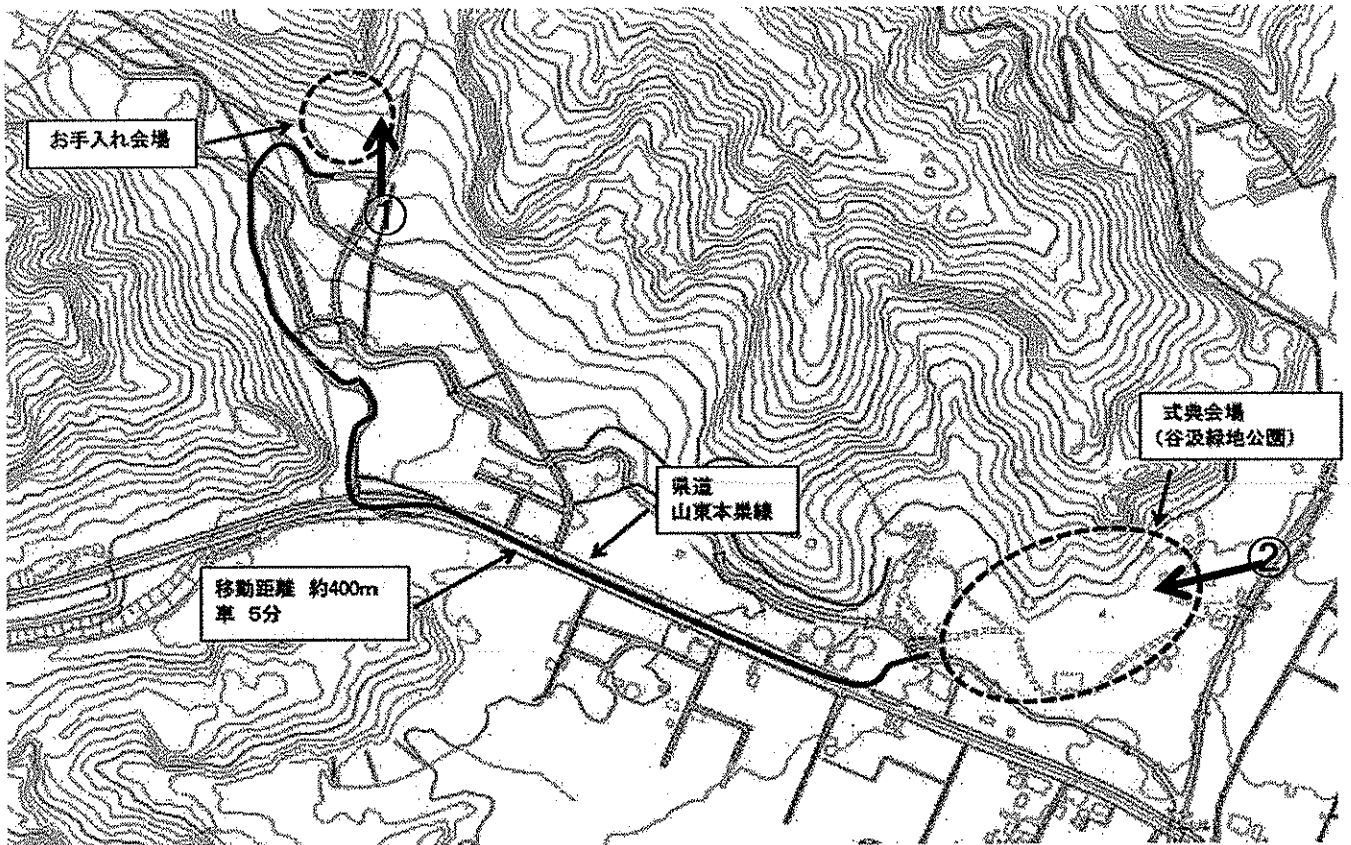 お手入れ会場
①
式典会場
(谷汲緑地公園)
県道
山東本巣線
②
移動距離 約400m
車 5分